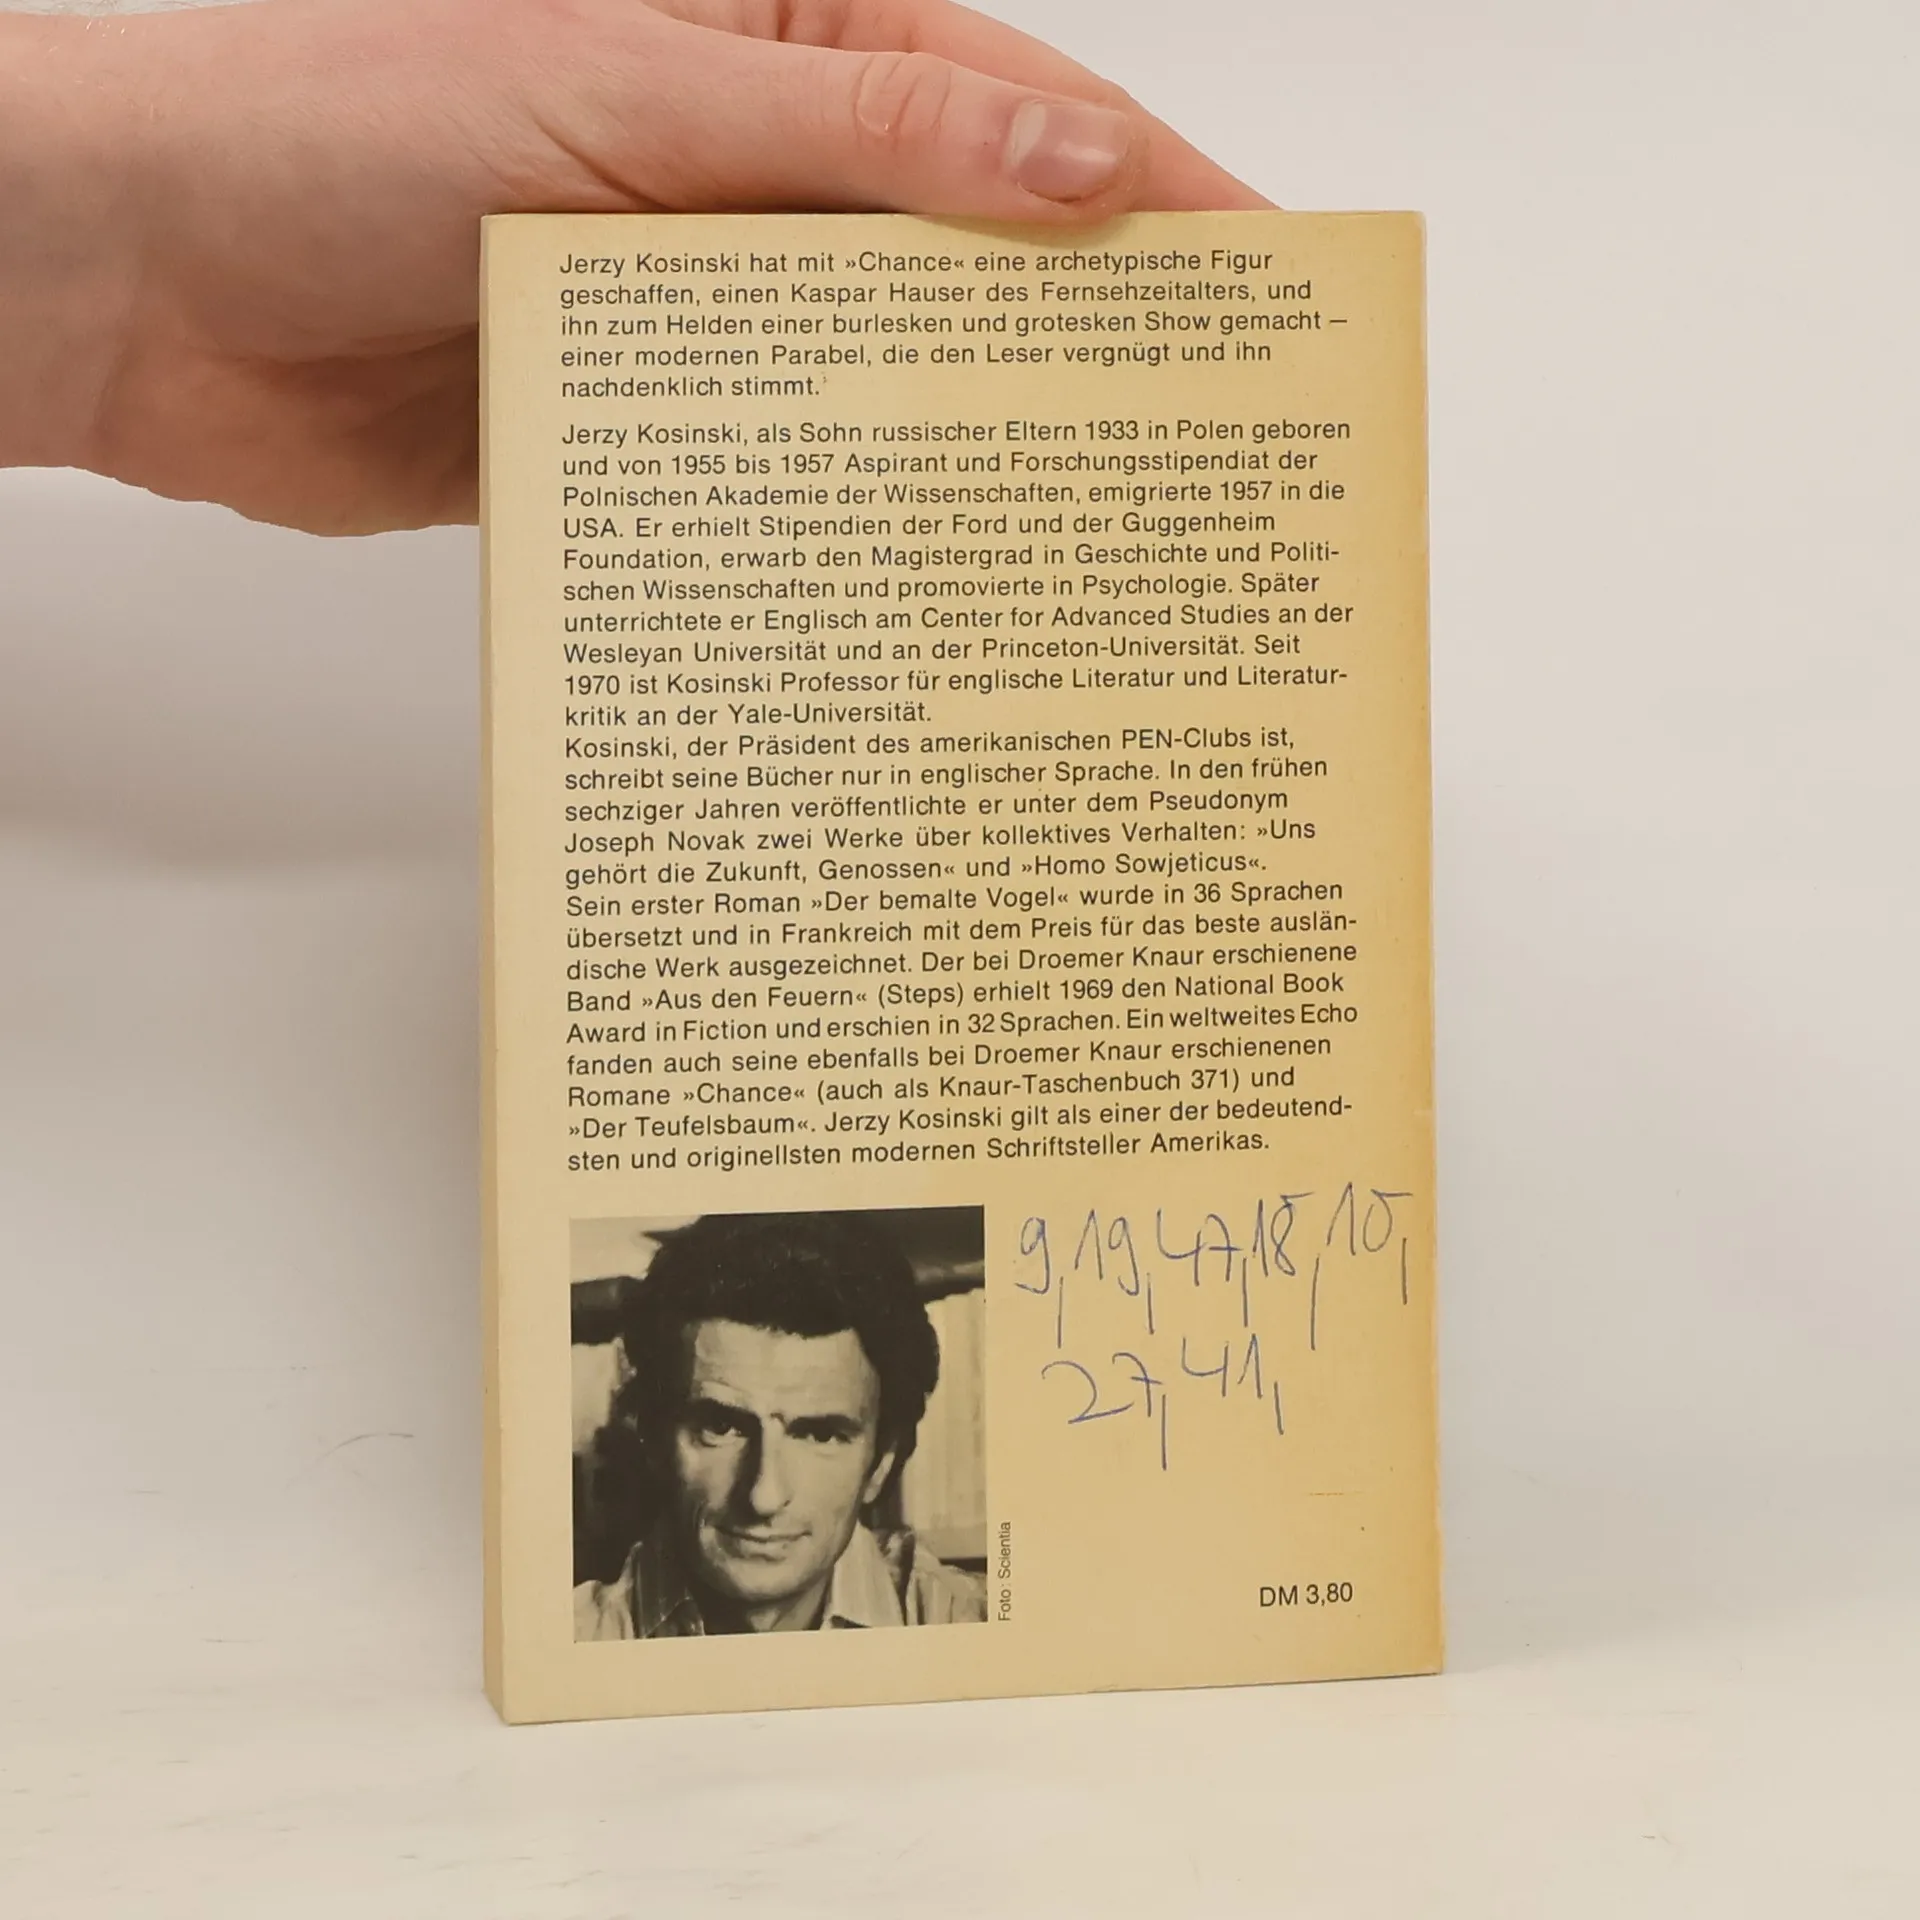 Jerzy Kosinski hat mit »Chance« eine archetypische Figur
geschaffen, einen Kaspar Hauser des Fernsehzeitalters, und
ihn zum Helden einer burlesken und grotesken Show gemacht –
einer modernen Parabel, die den Leser vergnügt und ihn
nachdenklich stimmt.
Jerzy Kosinski, als Sohn russischer Eltern 1933 in Polen geboren
und von 1955 bis 1957 Aspirant und Forschungsstipendiat der
Polnischen Akademie der Wissenschaften, emigrierte 1957 in die
USA. Er erhielt Stipendien der Ford und der Guggenheim
Foundation, erwarb den Magistergrad in Geschichte und Politi-
schen Wissenschaften und promovierte in Psychologie. Später
unterrichtete er Englisch am Center for Advanced Studies an der
Wesleyan Universität und an der Princeton-Universität. Seit
1970 ist Kosinski Professor für englische Literatur und Literatur-
kritik an der Yale-Universität.
Kosinski, der Präsident des amerikanischen PEN-Clubs ist,
schreibt seine Bücher nur in englischer Sprache. In den frühen
sechziger Jahren veröffentlichte er unter dem Pseudonym
Joseph Novak zwei Werke über kollektives Verhalten: »Uns
gehört die Zukunft, Genossen« und »Homo Sowjeticus«.
Sein erster Roman »Der bemalte Vogel« wurde in 36 Sprachen
übersetzt und in Frankreich mit dem Preis für das beste auslän-
dische Werk ausgezeichnet. Der bei Droemer Knaur erschienene
Band »Aus den Feuern« (Steps) erhielt 1969 den National Book
Award in Fiction und erschien in 32 Sprachen. Ein weltweites Echo
fanden auch seine ebenfalls bei Droemer Knaur erschienenen
Romane »Chance« (auch als Knaur-Taschenbuch 371) und
»Der Teufelsbaum«. Jerzy Kosinski gilt als einer der bedeutend-
sten und originellsten modernen Schriftsteller Amerikas.
9, 19, 47, 18, 10,
27, 41,
Foto: Scientia
DM 3,80